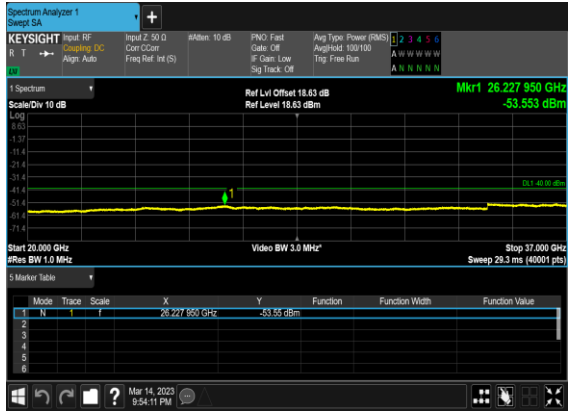 Spectrum Analyzer 1
Swept SA
+
KEYSIGHT Input: RF Input Z: 50 Ω #Atten: 10 dB PNO: Fast Avg Type: Power (RMS) 1 2 3 4 5 6
R T Coupling: DC Corr CCorr Gate: Off Avg|Hold: 100/100 A W W W W W
Align: Auto Freq Ref: Int (S) IF Gain: Low Trig: Free Run
LU Sig Track: Off A N N N N N
1 Spectrum Ref Lvl Offset 18.63 dB Mkr1 26.227 950 GHz
Scale/Div 10 dB Ref Level 18.63 dBm -53.553 dBm
Log
8.63
-1.37
-11.4
-21.4
-31.4
DL1 -40.00 dBm
-41.4
1
-51.4
-61.4
-71.4
Start 20.000 GHz Video BW 3.0 MHz* Stop 37.000 GHz
#Res BW 1.0 MHz Sweep 29.3 ms (40001 pts)
5 Marker Table
Mode Trace Scale X Y Function Function Width Function Value
1 N 1 f 26.227 950 GHz -53.55 dBm
2
3
4
5
6
? Mar 14, 2023
9:54:11 PM